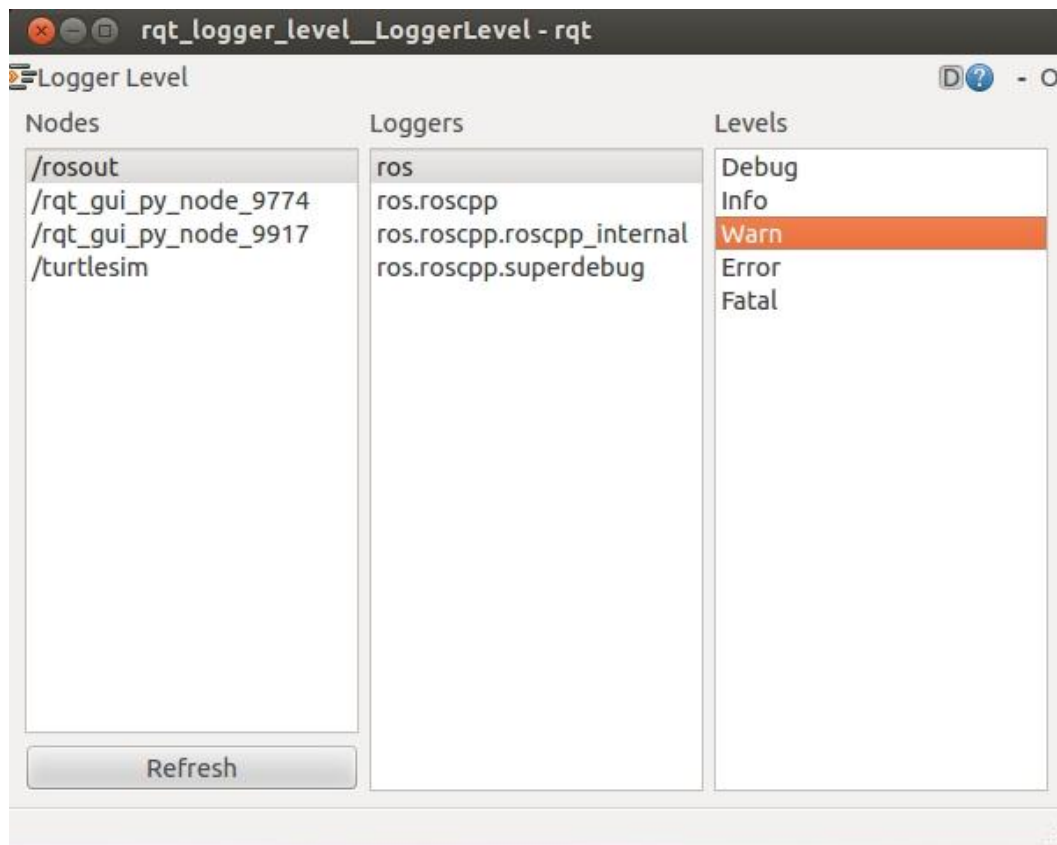 rqt_logger_level__LoggerLevel - rqt
Logger Level
D ? - O
Nodes
Loggers
Levels
/rosout
/rqt_gui_py_node_9774
/rqt_gui_py_node_9917
/turtlesim
ros
ros.roscpp
ros.roscpp.roscpp_internal
ros.roscpp.superdebug
Debug
Info
Warn
Error
Fatal
Refresh